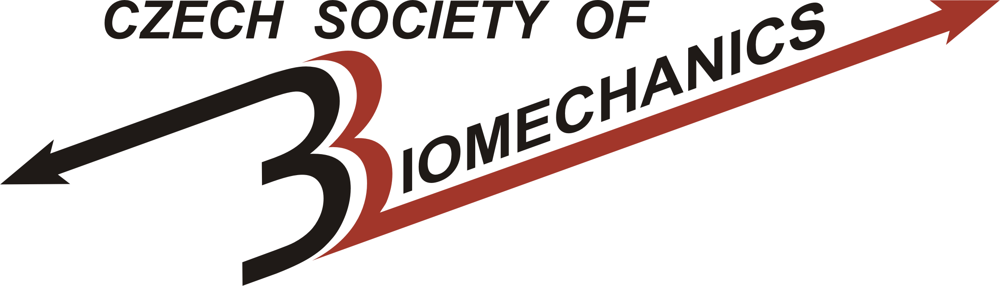 CZECH SOCIETY OF
BIOMECHANICS